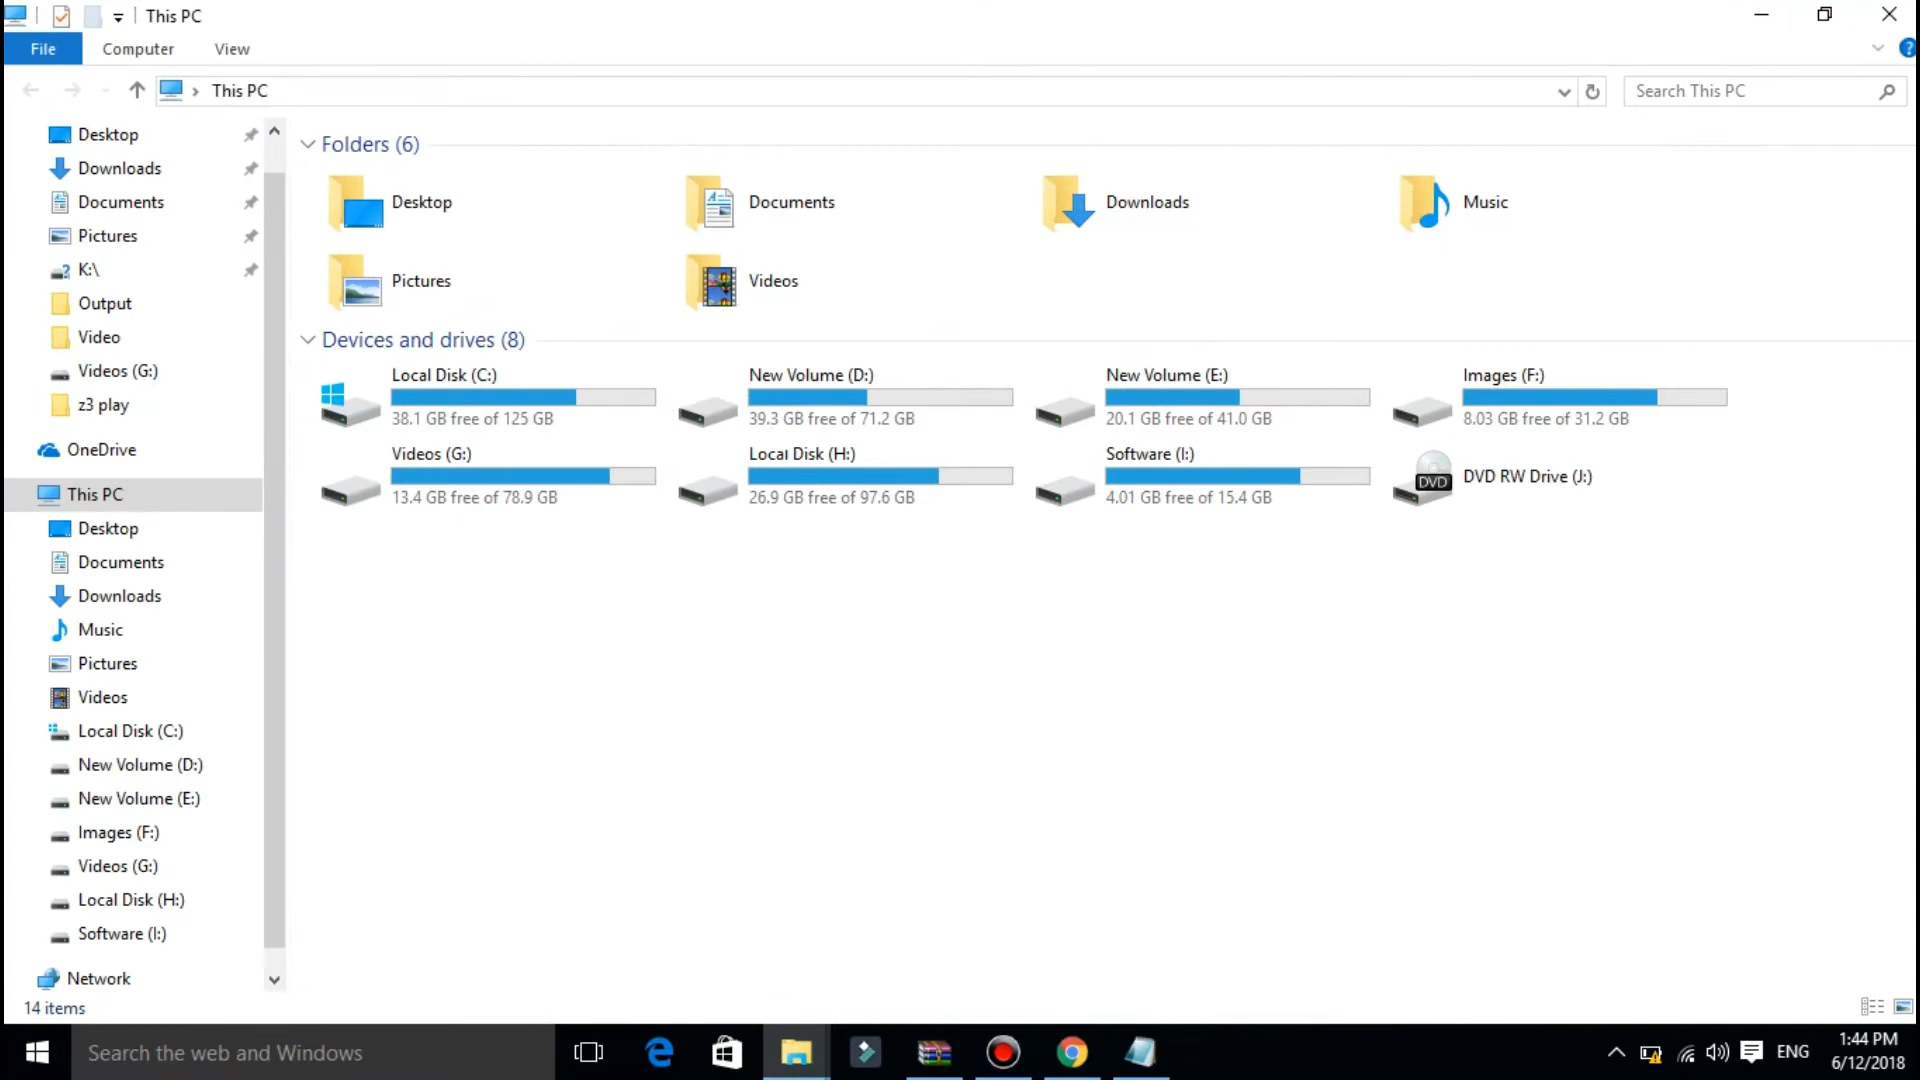 This PC
File
Computer
View
This PC
Search This PC
Desktop
Downloads
Documents
Pictures
K:\
Output
Video
Videos (G:)
z3 play
OneDrive
This PC
Desktop
Documents
Downloads
Music
Pictures
Videos
Local Disk (C:)
New Volume (D:)
New Volume (E:)
Images (F:)
Videos (G:)
Local Disk (H:)
Software (I:)
Network
Folders (6)
Desktop
Documents
Downloads
Music
Pictures
Videos
Devices and drives (8)
Local Disk (C:)
38.1 GB free of 125 GB
New Volume (D:)
39.3 GB free of 71.2 GB
New Volume (E:)
20.1 GB free of 41.0 GB
Images (F:)
8.03 GB free of 31.2 GB
Videos (G:)
13.4 GB free of 78.9 GB
Local Disk (H:)
26.9 GB free of 97.6 GB
Software (I:)
4.01 GB free of 15.4 GB
DVD
DVD RW Drive (J:)
14 items
Search the web and Windows
ENG
1:44 PM
6/12/2018